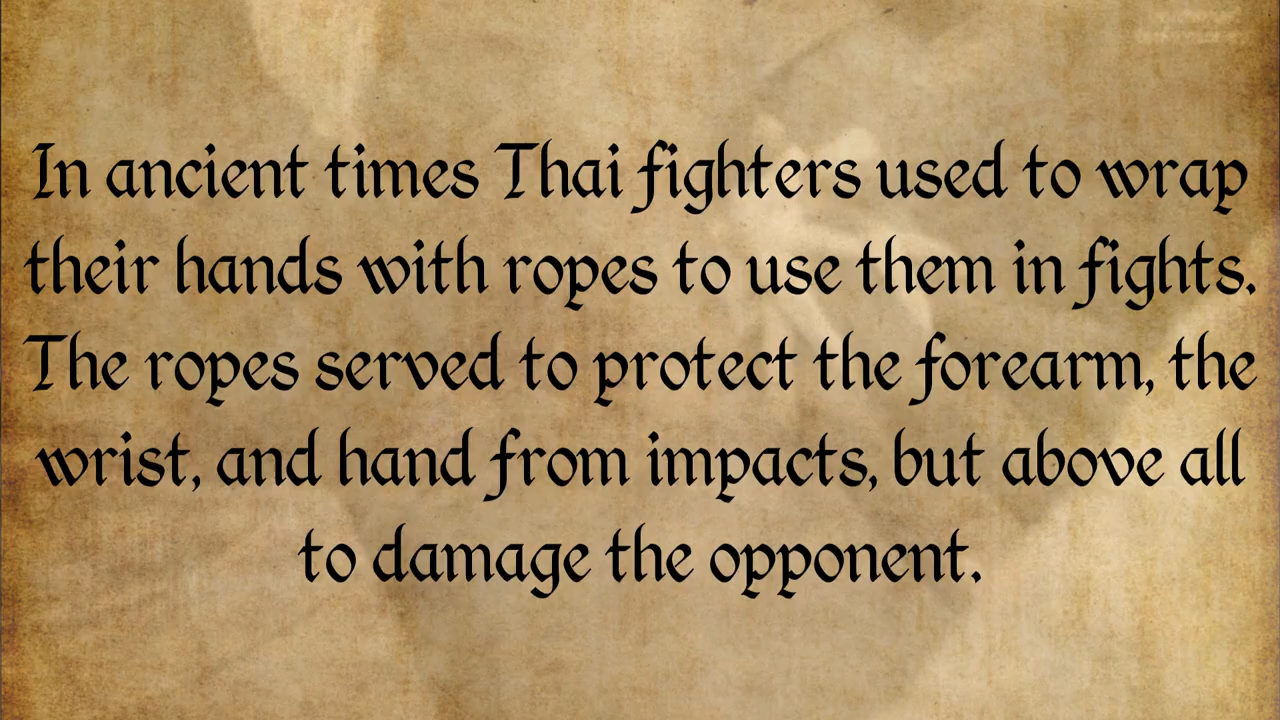 In ancient times Thai fighters used to wrap
their hands with ropes to use them in fights.
The ropes served to protect the forearm, the
wrist, and hand from impacts, but above all
to damage the opponent.